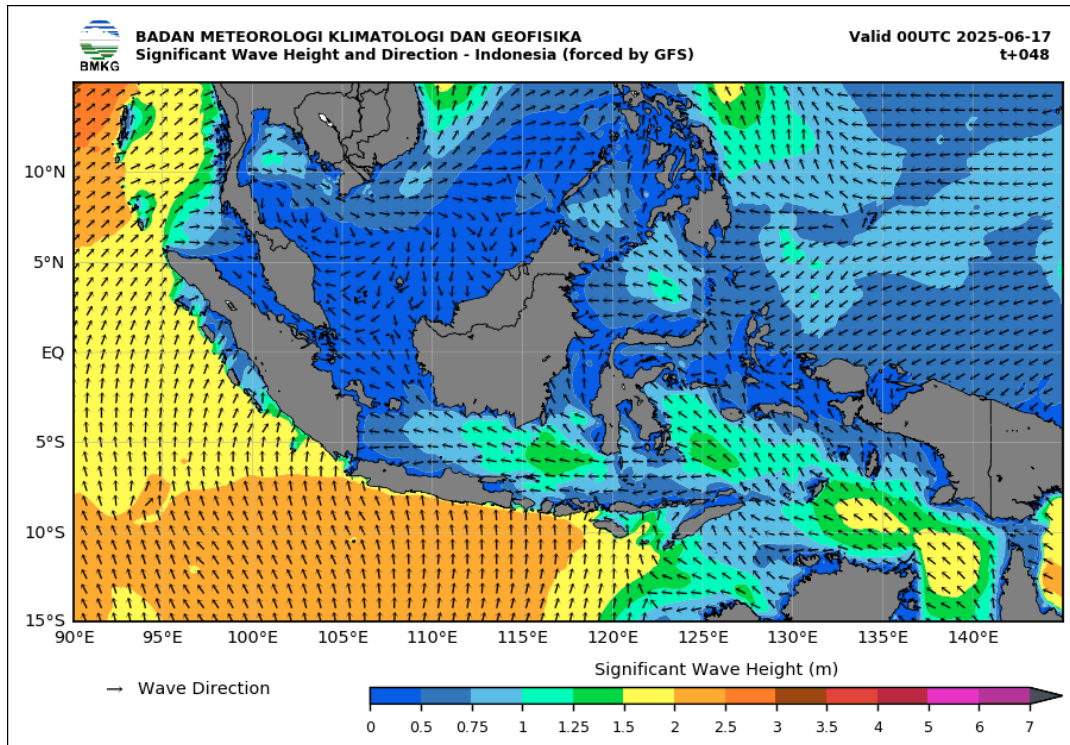 BADAN METEOROLOGI KLIMATOLOGI DAN GEOFISIKA
Significant Wave Height and Direction - Indonesia (forced by GFS)
Valid 00UTC 2025-06-17
t+048
BMKG
10°N
5°N
EQ
5°S
10°S
15°S
90°E 95°E 100°E 105°E 110°E 115°E 120°E 125°E 130°E 135°E 140°E
Wave Direction
Significant Wave Height (m)
0 0.5 0.75 1 1.25 1.5 2 2.5 3 3.5 4 5 6 7